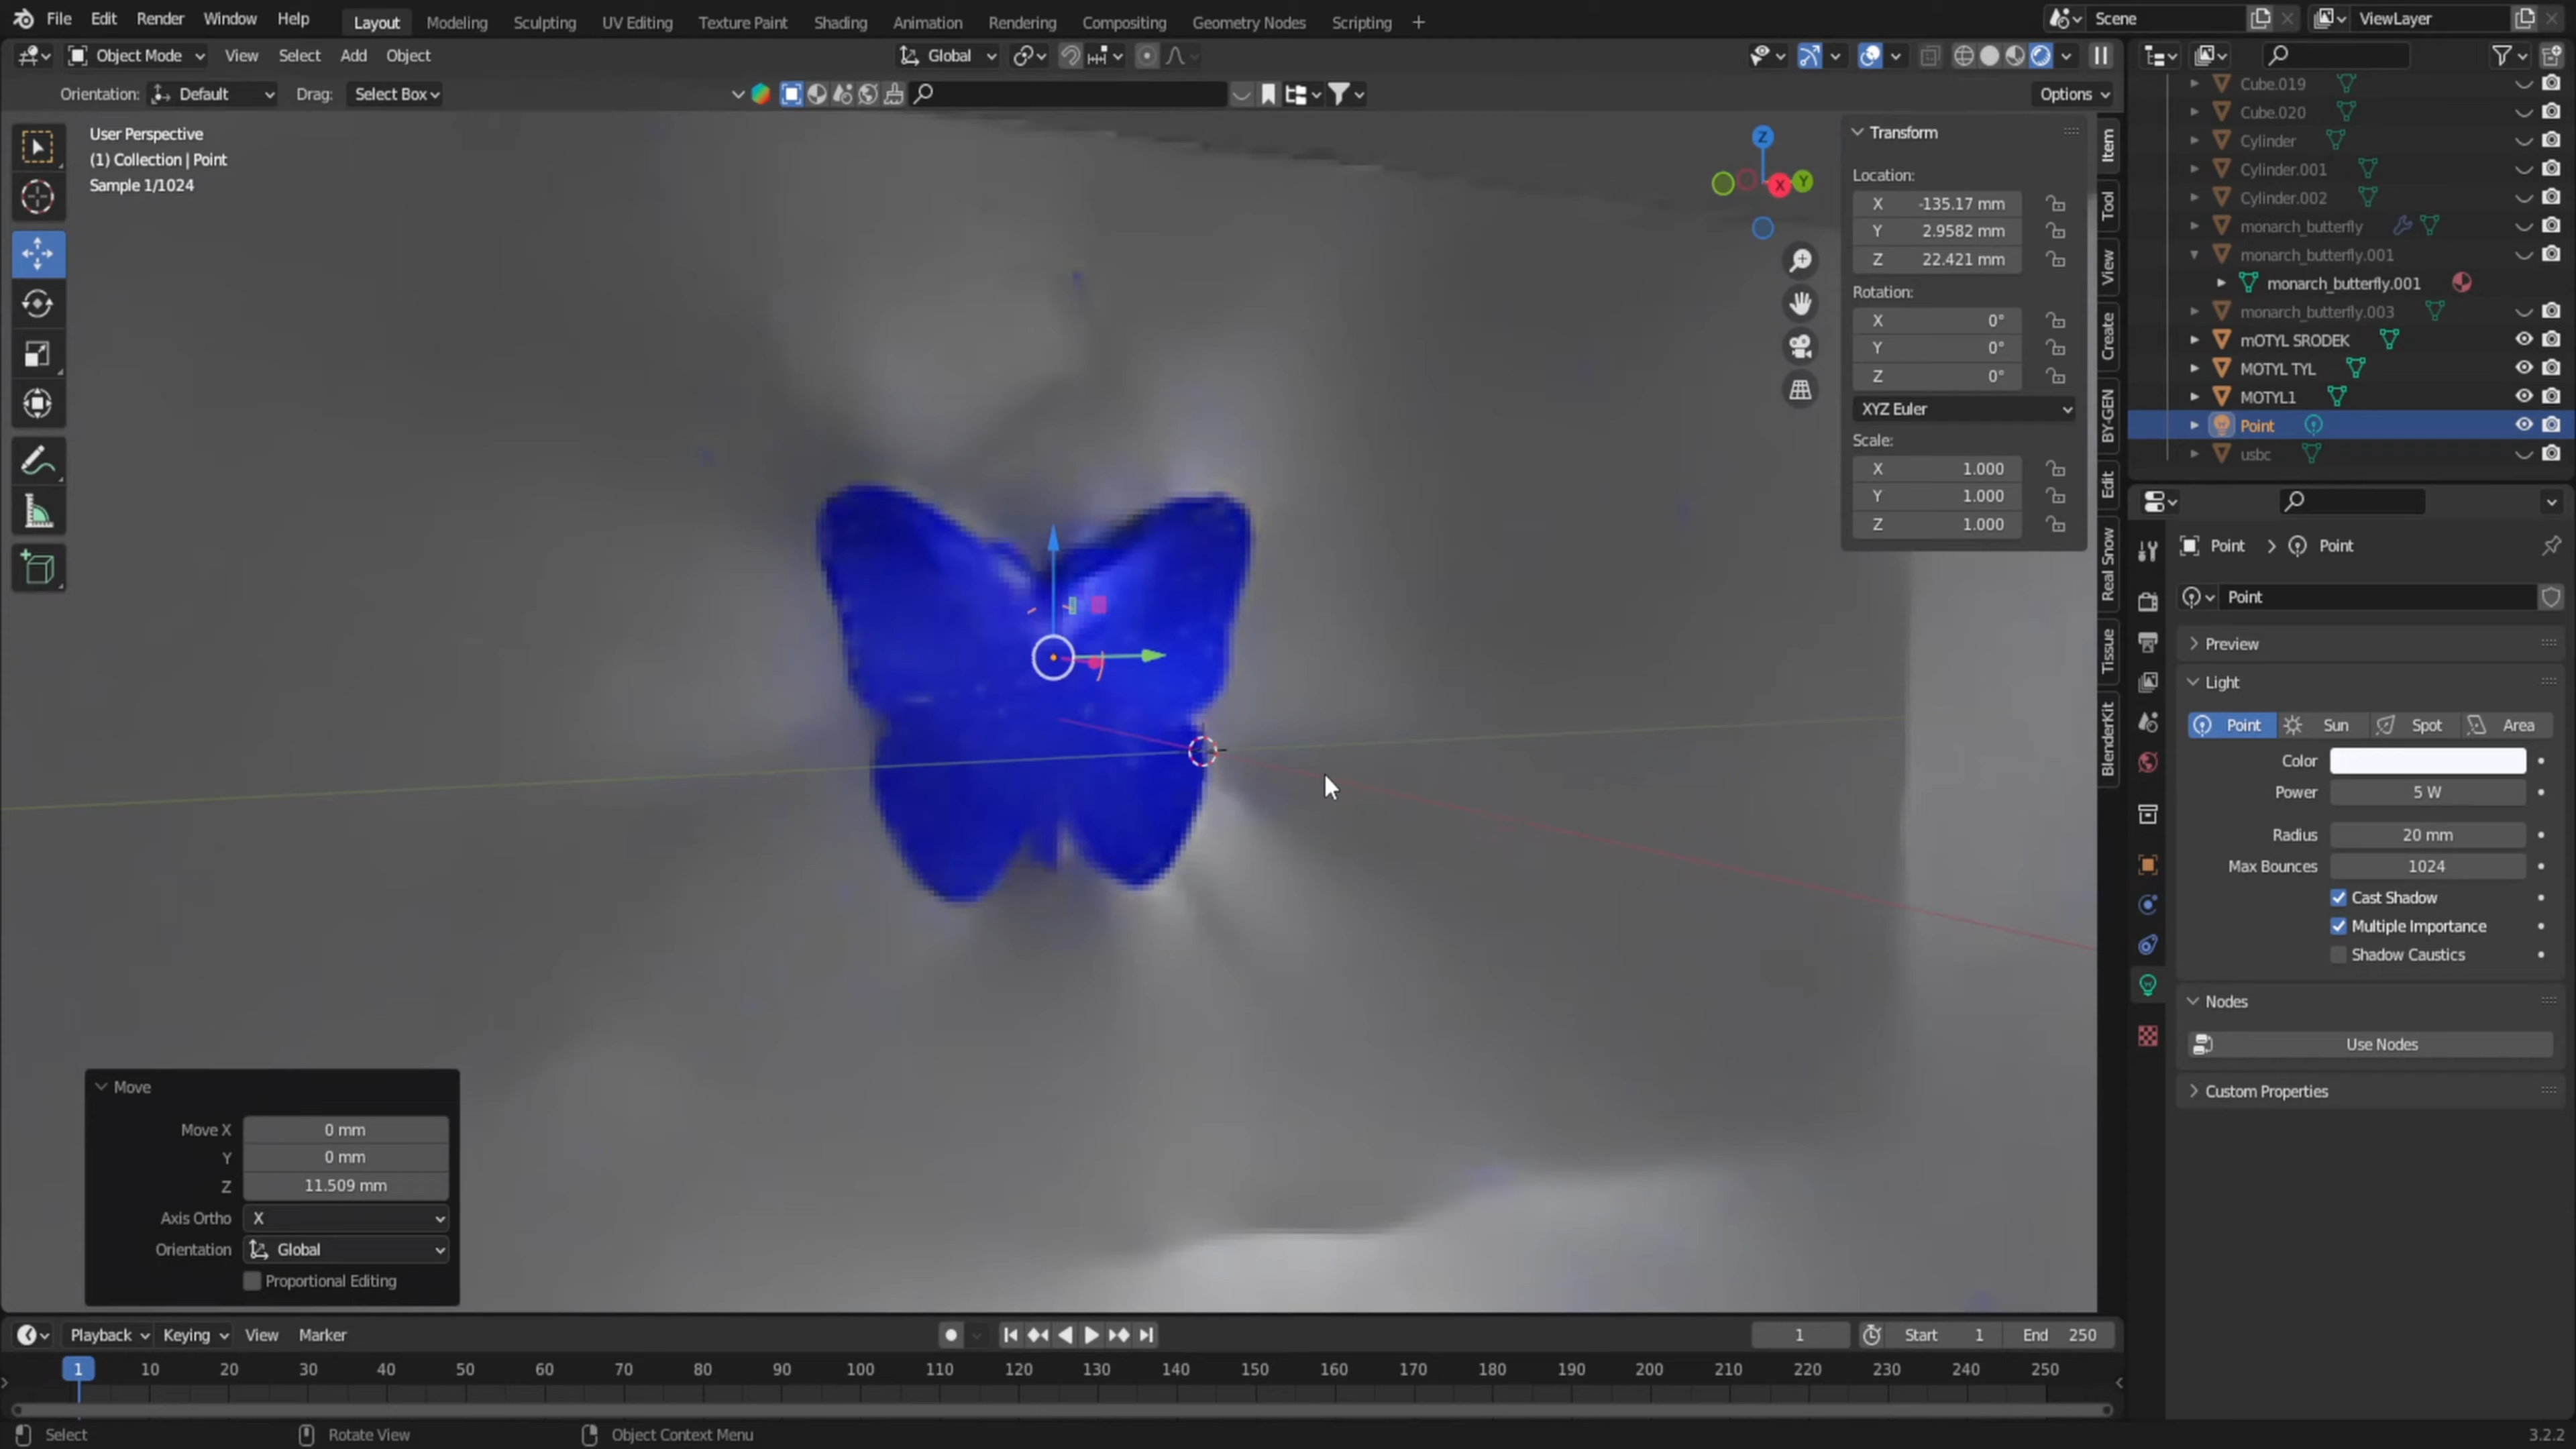 File Edit Render Window Help Layout Modeling Sculpting UV Editing Texture Paint Shading Animation Rendering Compositing Geometry Nodes Scripting + Scene ViewLayer
Object Mode View Select Add Object Global
Orientation: Default Drag: Select Box Options
User Perspective
(1) Collection | Point
Sample 1/1024
Z
X
Y
Transform
Location:
X -135.17 mm
Y 2.9582 mm
Z 22.421 mm
Rotation:
X 0°
Y 0°
Z 0°
XYZ Euler
Scale:
X 1.000
Y 1.000
Z 1.000
Item
Tool
View
Create
BY-GEN
Edit
Real Snow
Tissue
BlenderKit
Cube.019
Cube.020
Cylinder
Cylinder.001
Cylinder.002
monarch_butterfly
monarch_butterfly.001
monarch_butterfly.001
monarch_butterfly.003
mOTYL SRODEK
MOTYL TYL
MOTYL1
Point
usbc
Point > Point
Point
Preview
Light
Point Sun Spot Area
Color
Power 5 W
Radius 20 mm
Max Bounces 1024
Cast Shadow
Multiple Importance
Shadow Caustics
Nodes
Use Nodes
Custom Properties
Move
Move X 0 mm
Y 0 mm
Z 11.509 mm
Axis Ortho X
Orientation Global
Proportional Editing
Playback Keying View Marker 1 Start 1 End 250
1 10 20 30 40 50 60 70 80 90 100 110 120 130 140 150 160 170 180 190 200 210 220 230 240 250
Select Rotate View Object Context Menu 3.2.2